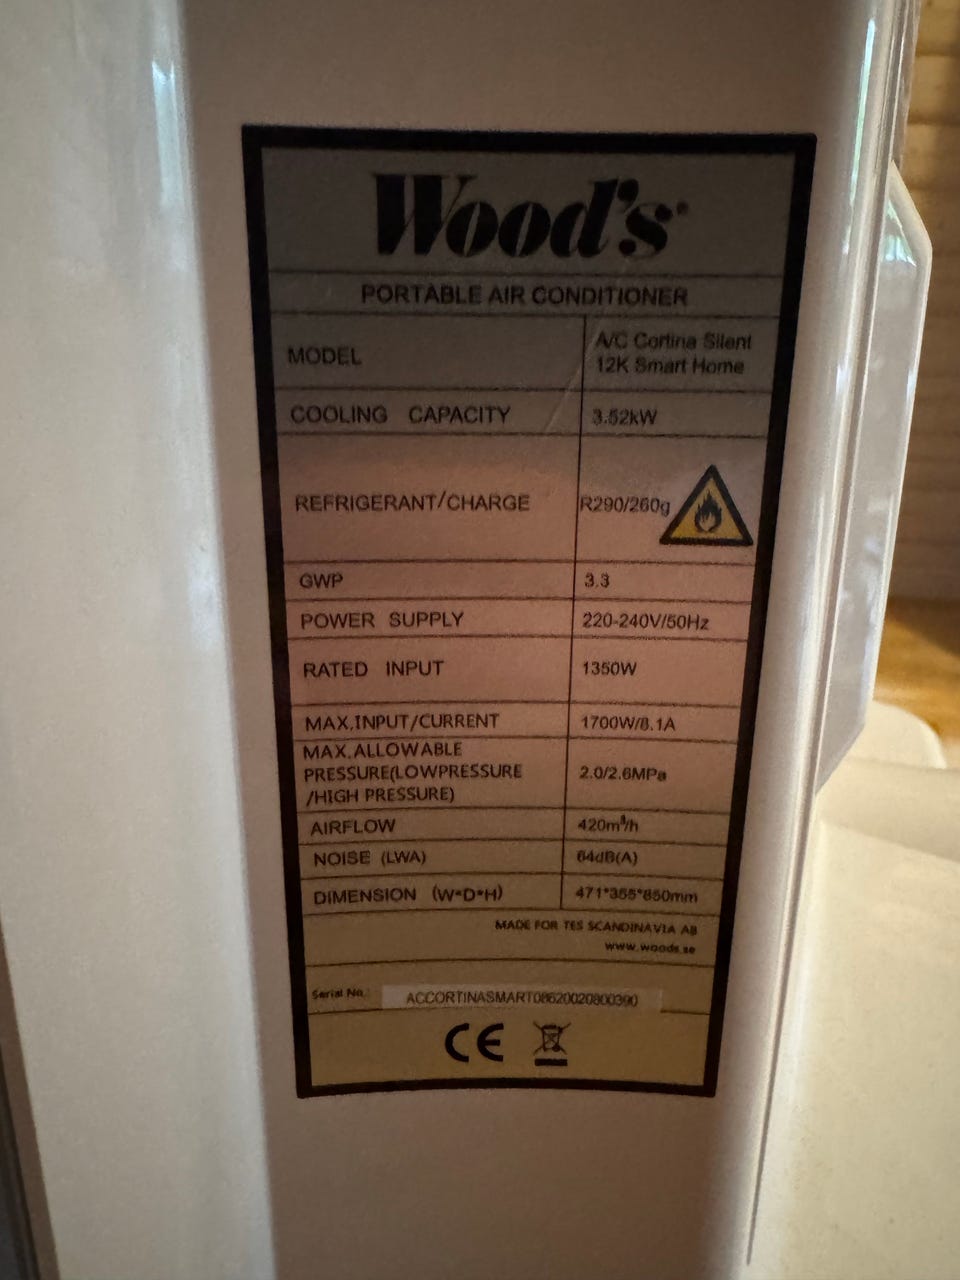 Wood's®
PORTABLE AIR CONDITIONER
MODEL A/C Cortina Silent
12K Smart Home
COOLING CAPACITY 3.52kW
REFRIGERANT/CHARGE R290/260g
GWP 3.3
POWER SUPPLY 220-240V/50Hz
RATED INPUT 1350W
MAX.INPUT/CURRENT 1700W/8.1A
MAX.ALLOWABLE
PRESSURE(LOWPRESSURE 2.0/2.6MPa
/HIGH PRESSURE)
AIRFLOW 420m³/h
NOISE (LWA) 64dB(A)
DIMENSION (W*D*H) 471*355*850mm
MADE FOR TES SCANDINAVIA AB
www.woods.se
Serial No.: ACCORTINASMART08620020800390
CE